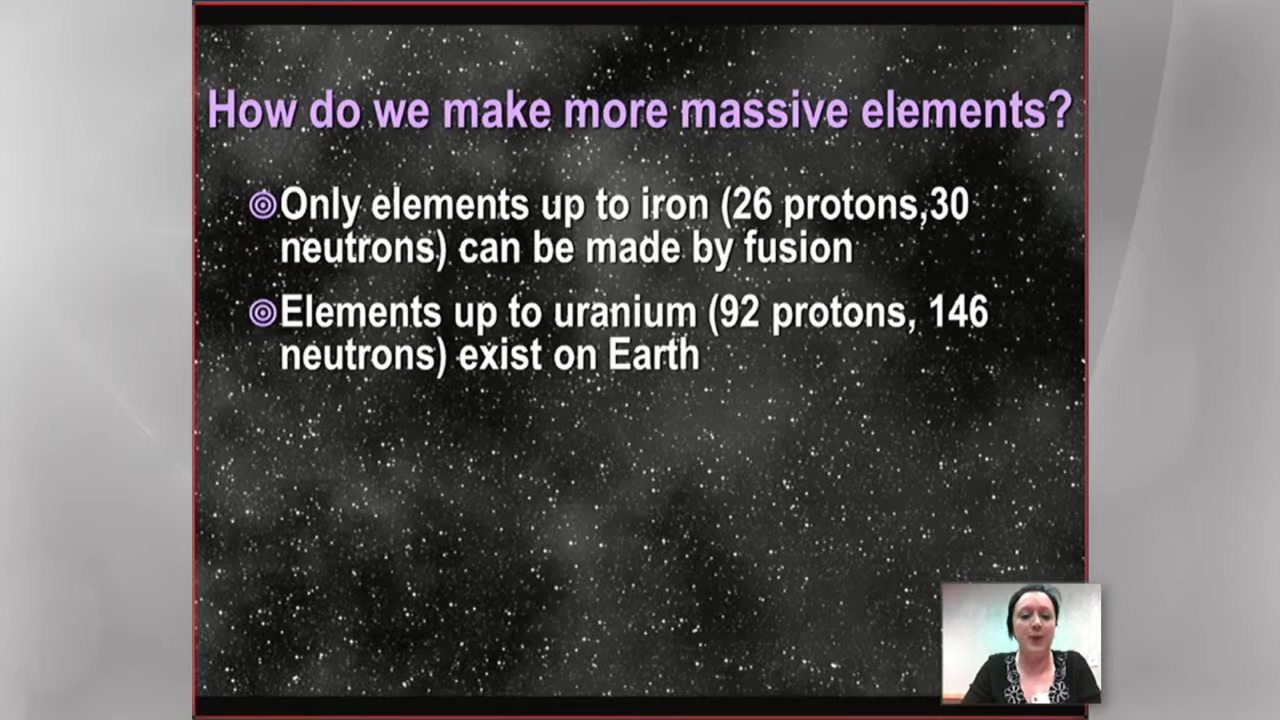 How do we make more massive elements?
Only elements up to iron (26 protons,30
neutrons) can be made by fusion
Elements up to uranium (92 protons, 146
neutrons) exist on Earth